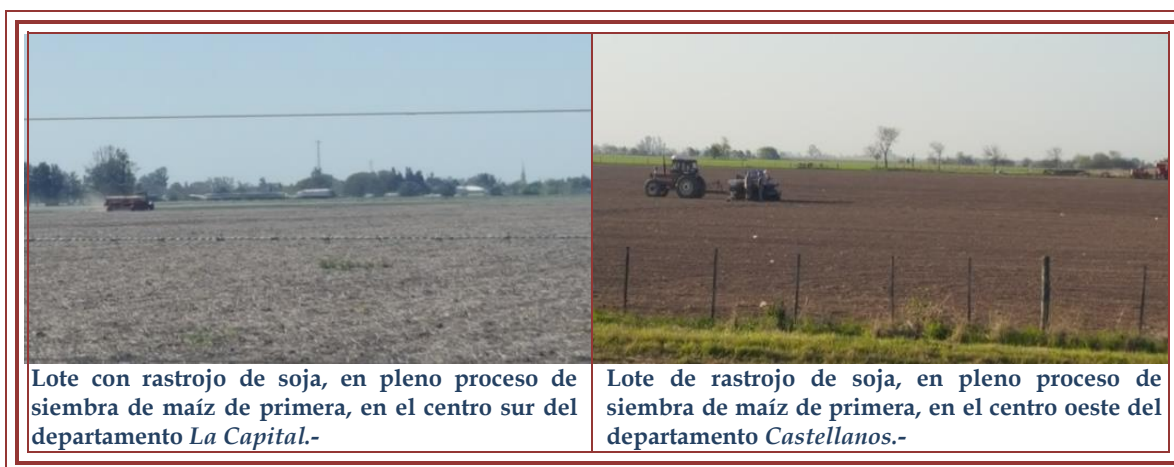 Lote con rastrojo de soja, en pleno proceso de
siembra de maíz de primera, en el centro sur del
departamento La Capital.-
Lote de rastrojo de soja, en pleno proceso de
siembra de maíz de primera, en el centro oeste del
departamento Castellanos.-